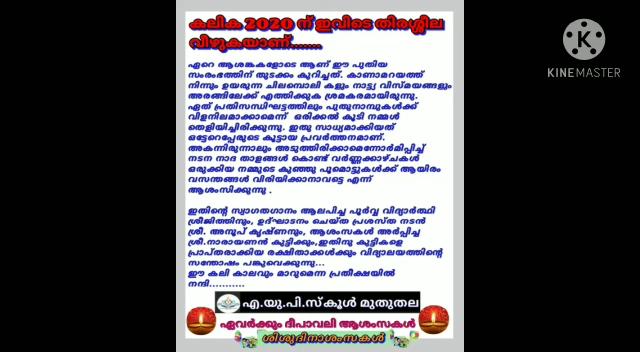 കലിക 2020 ന് ഇവിടെ തിരശ്ശീല
വീഴുകയാണ്.......
ഏറെ ആശങ്കകളോടെ ആണ് ഈ പുതിയ
സംരംഭത്തിന് തുടക്കം കുറിച്ചത്. കാണാമറയത്ത്
നിന്നും ഉയരുന്ന ചിലമ്പൊലി കളും നാട്യ വിസ്മയങ്ങളും
അരങ്ങിലേക്ക് എത്തിക്കുക ശ്രമകരമായിരുന്നു.
ഏത് പ്രതിസന്ധിഘട്ടത്തിലും പുതുനാമ്പുകൾക്ക്
വിളനിലമാക്കാമെന്ന് ഒരിക്കൽ കൂടി നമ്മൾ
തെളിയിച്ചിരിക്കുന്നു. ഇതു സാധ്യമാക്കിയത്
ഒട്ടേറെപ്പേരുടെ കൂട്ടായ പ്രവർത്തനമാണ്.
അകന്നിരുന്നാലും അടുത്തിരിക്കാമെന്നോർമിപ്പിച്ച്
നടന നാദ താളങ്ങൾ കൊണ്ട് വർണ്ണക്കാഴ്ചകൾ
ഒരുക്കിയ നമ്മുടെ കുഞ്ഞു പൂമൊട്ടുകൾക്ക് ആയിരം
വസന്തങ്ങൾ വിരിയിക്കാനാവട്ടെ എന്ന്
ആശംസിക്കുന്നു .
ഇതിന്റെ സ്വാഗതഗാനം ആലപിച്ച പൂർവ്വ വിദ്യാർത്ഥി
ശ്രീജിത്തിനും, ഉദ്ഘാടനം ചെയ്ത പ്രശസ്ത നടൻ
ശ്രീ. അനൂപ് കൃഷ്ണനും, ആശംസകൾ അർപ്പിച്ച
ശ്രീ.നാരായണൻ കുട്ടിക്കും,ഇതിനു കുട്ടികളെ
പ്രാപ്തരാക്കിയ രക്ഷിതാക്കൾക്കും വിദ്യാലയത്തിന്റെ
സന്തോഷം പങ്കുവെക്കുന്നു...
ഈ കലി കാലവും മാറുമെന്ന പ്രതീക്ഷയിൽ
നന്ദി...........
എ.യു.പി.സ്കൂൾ മുതുതല
ഏവർക്കും ദീപാവലി ആശംസകൾ
ശിശുദിനാശംസകൾ
KINEMASTER